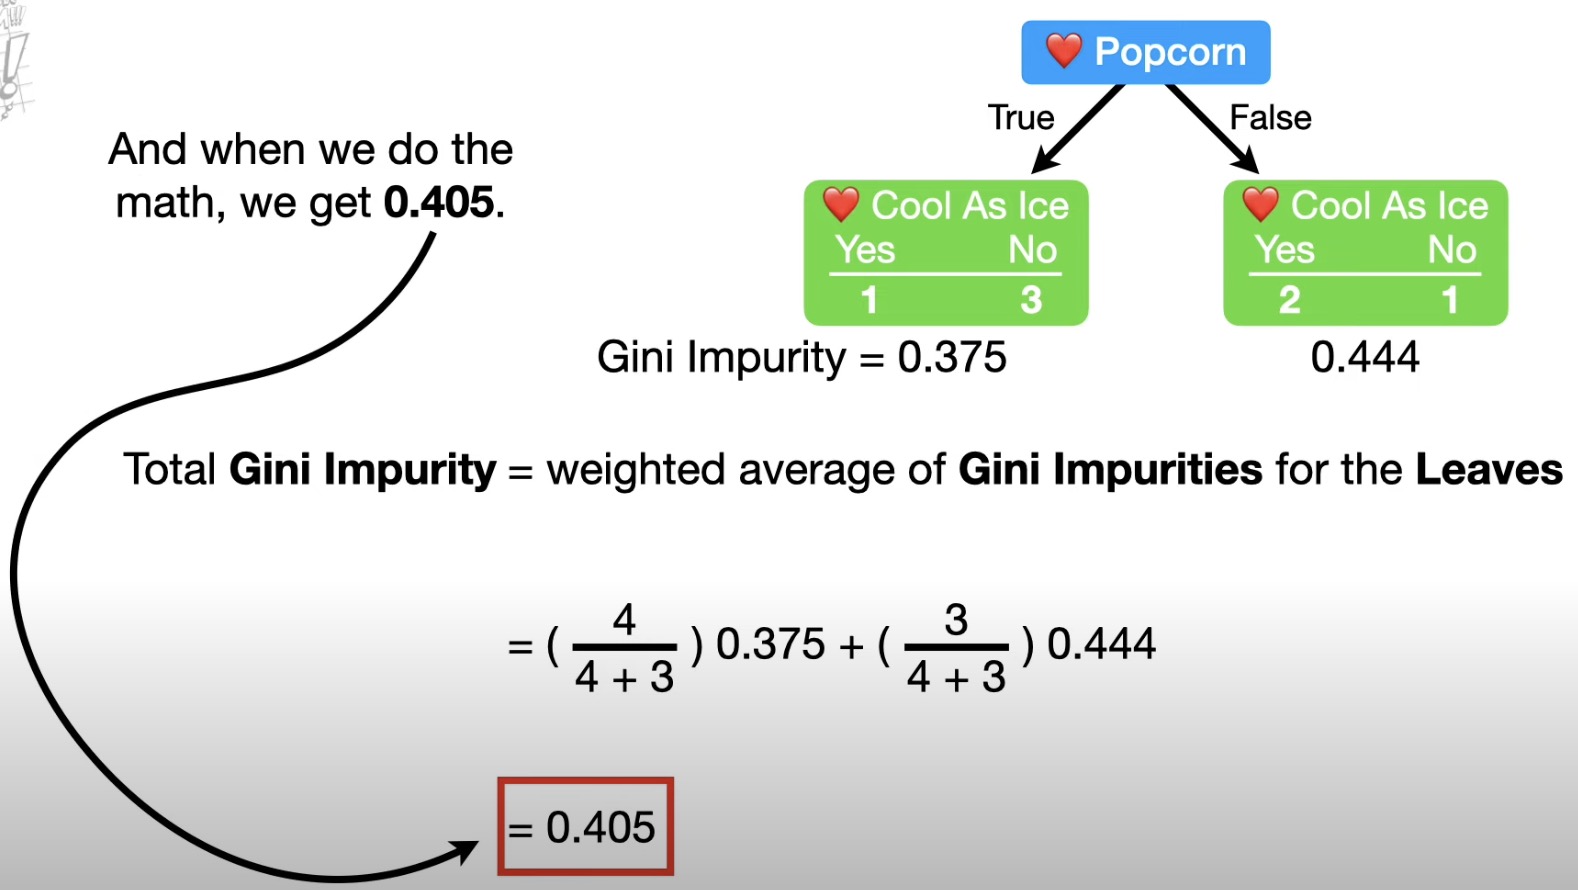 ❤️ Popcorn
True False
And when we do the
math, we get 0.405.
❤️ Cool As Ice
Yes No
1 3
❤️ Cool As Ice
Yes No
2 1
Gini Impurity = 0.375 0.444
Total Gini Impurity = weighted average of Gini Impurities for the Leaves
= ( 4 / 4 + 3 ) 0.375 + ( 3 / 4 + 3 ) 0.444
= 0.405